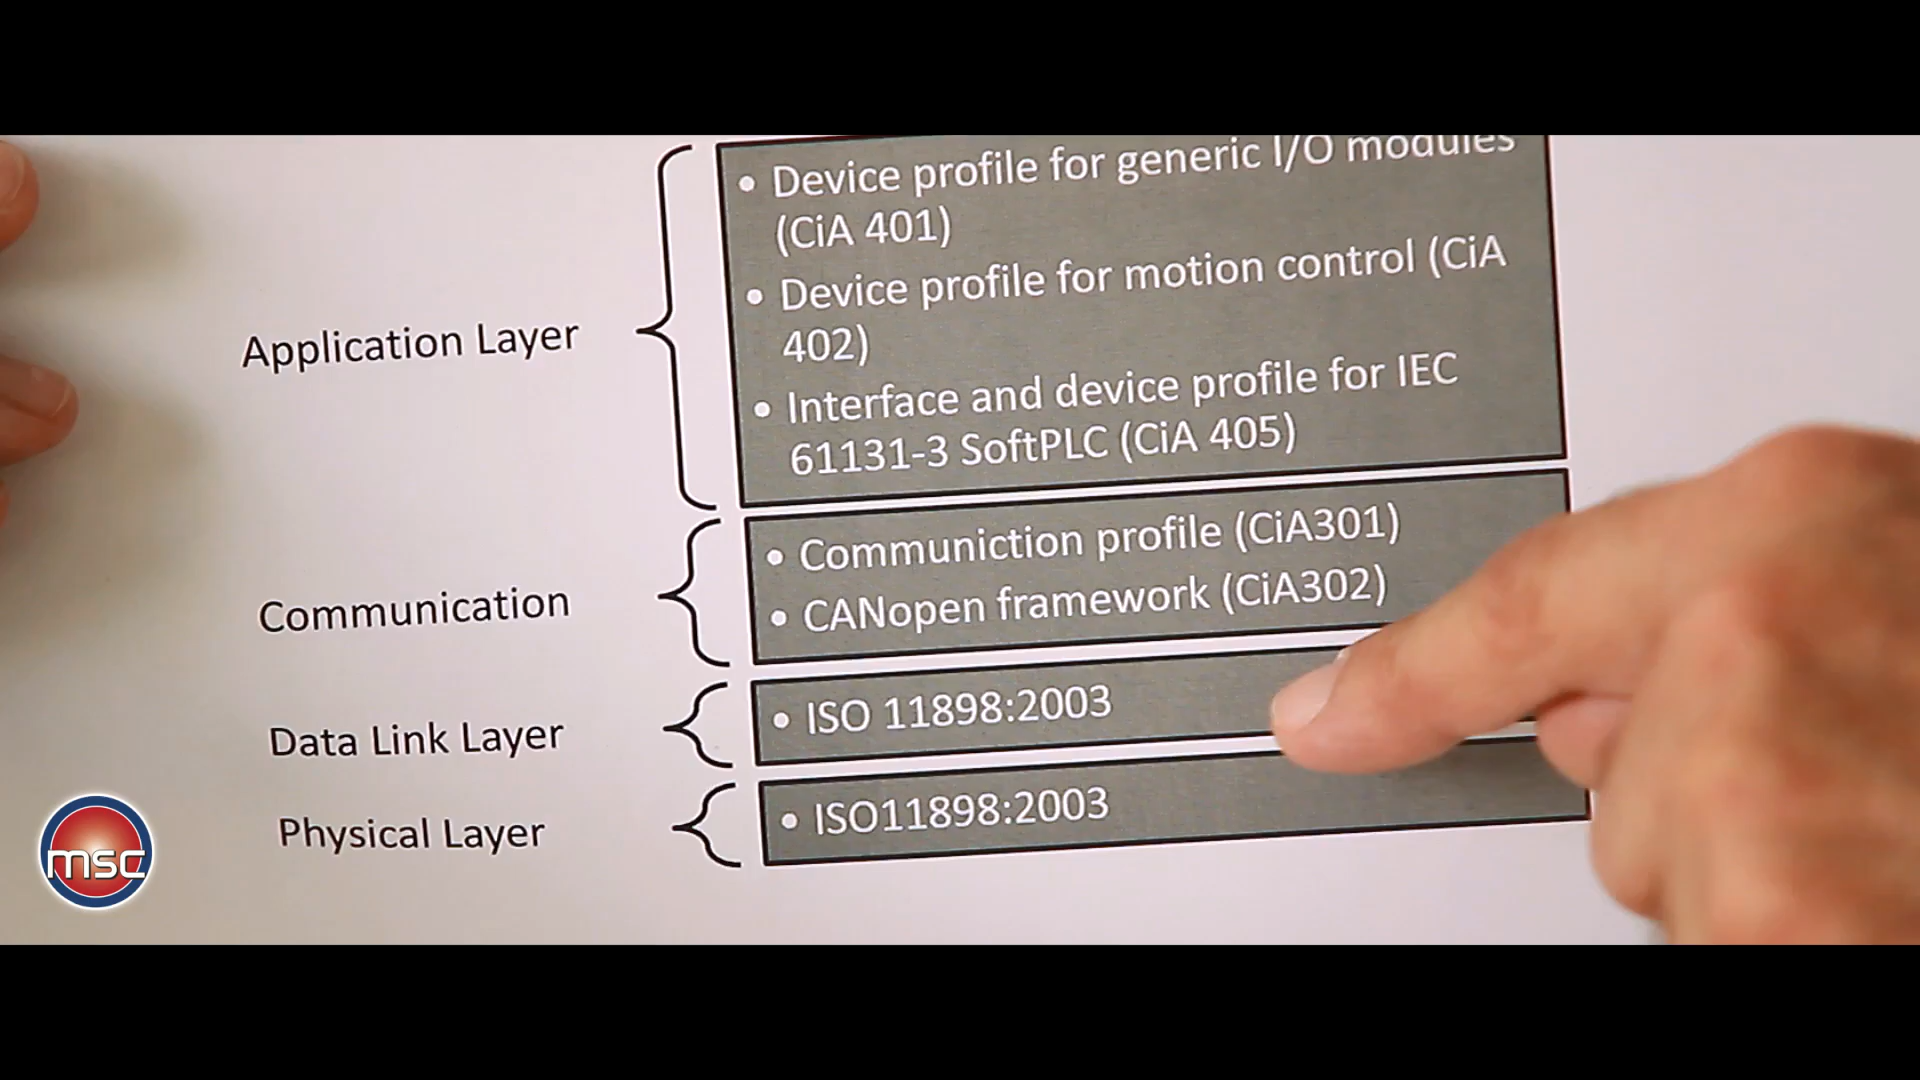 Application Layer
• Device profile for generic I/O modules
(CiA 401)
• Device profile for motion control (CiA
402)
• Interface and device profile for IEC
61131-3 SoftPLC (CiA 405)
Communication
• Communiction profile (CiA301)
• CANopen framework (CiA302)
Data Link Layer
• ISO 11898:2003
Physical Layer
• ISO11898:2003
msc